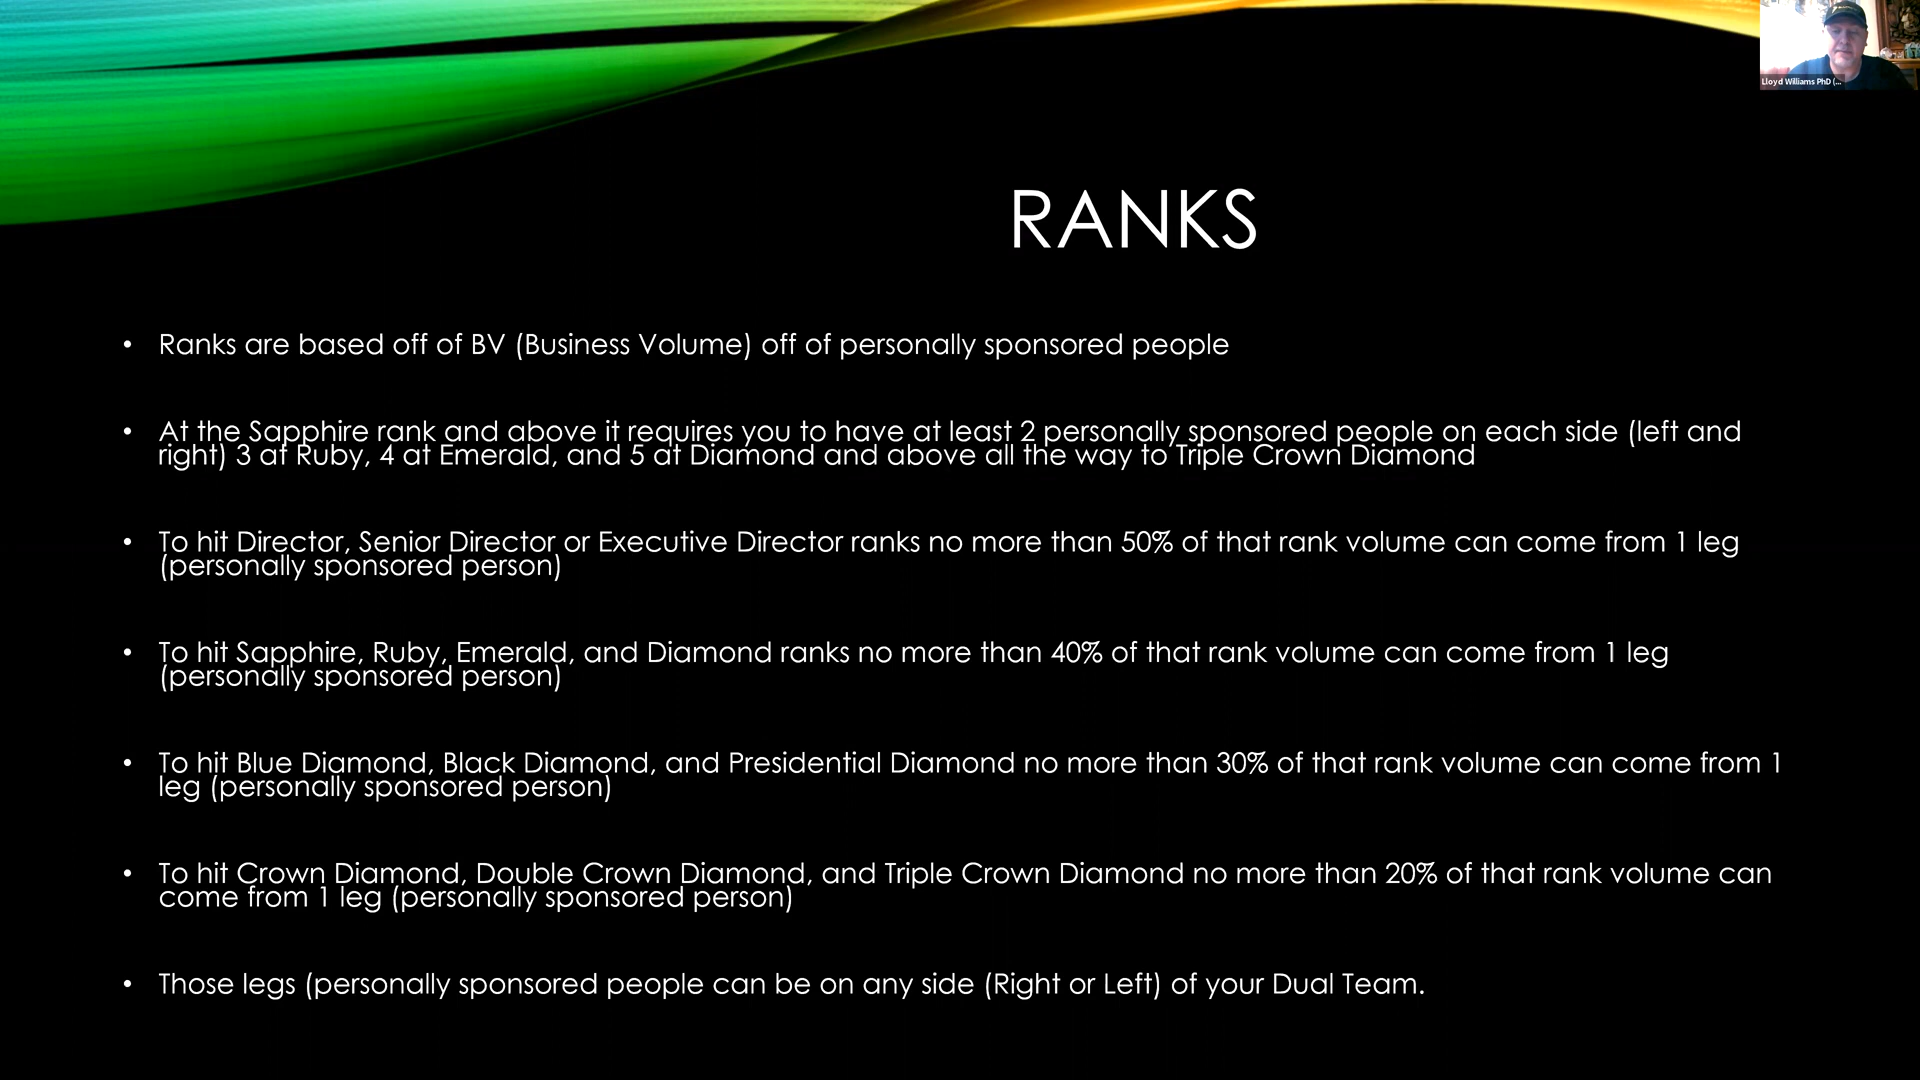 Lloyd Williams PhD (...
RANKS
• Ranks are based off of BV (Business Volume) off of personally sponsored people
• At the Sapphire rank and above it requires you to have at least 2 personally sponsored people on each side (left and
right) 3 at Ruby, 4 at Emerald, and 5 at Diamond and above all the way to Triple Crown Diamond
• To hit Director, Senior Director or Executive Director ranks no more than 50% of that rank volume can come from 1 leg
(personally sponsored person)
• To hit Sapphire, Ruby, Emerald, and Diamond ranks no more than 40% of that rank volume can come from 1 leg
(personally sponsored person)
• To hit Blue Diamond, Black Diamond, and Presidential Diamond no more than 30% of that rank volume can come from 1
leg (personally sponsored person)
• To hit Crown Diamond, Double Crown Diamond, and Triple Crown Diamond no more than 20% of that rank volume can
come from 1 leg (personally sponsored person)
• Those legs (personally sponsored people can be on any side (Right or Left) of your Dual Team.